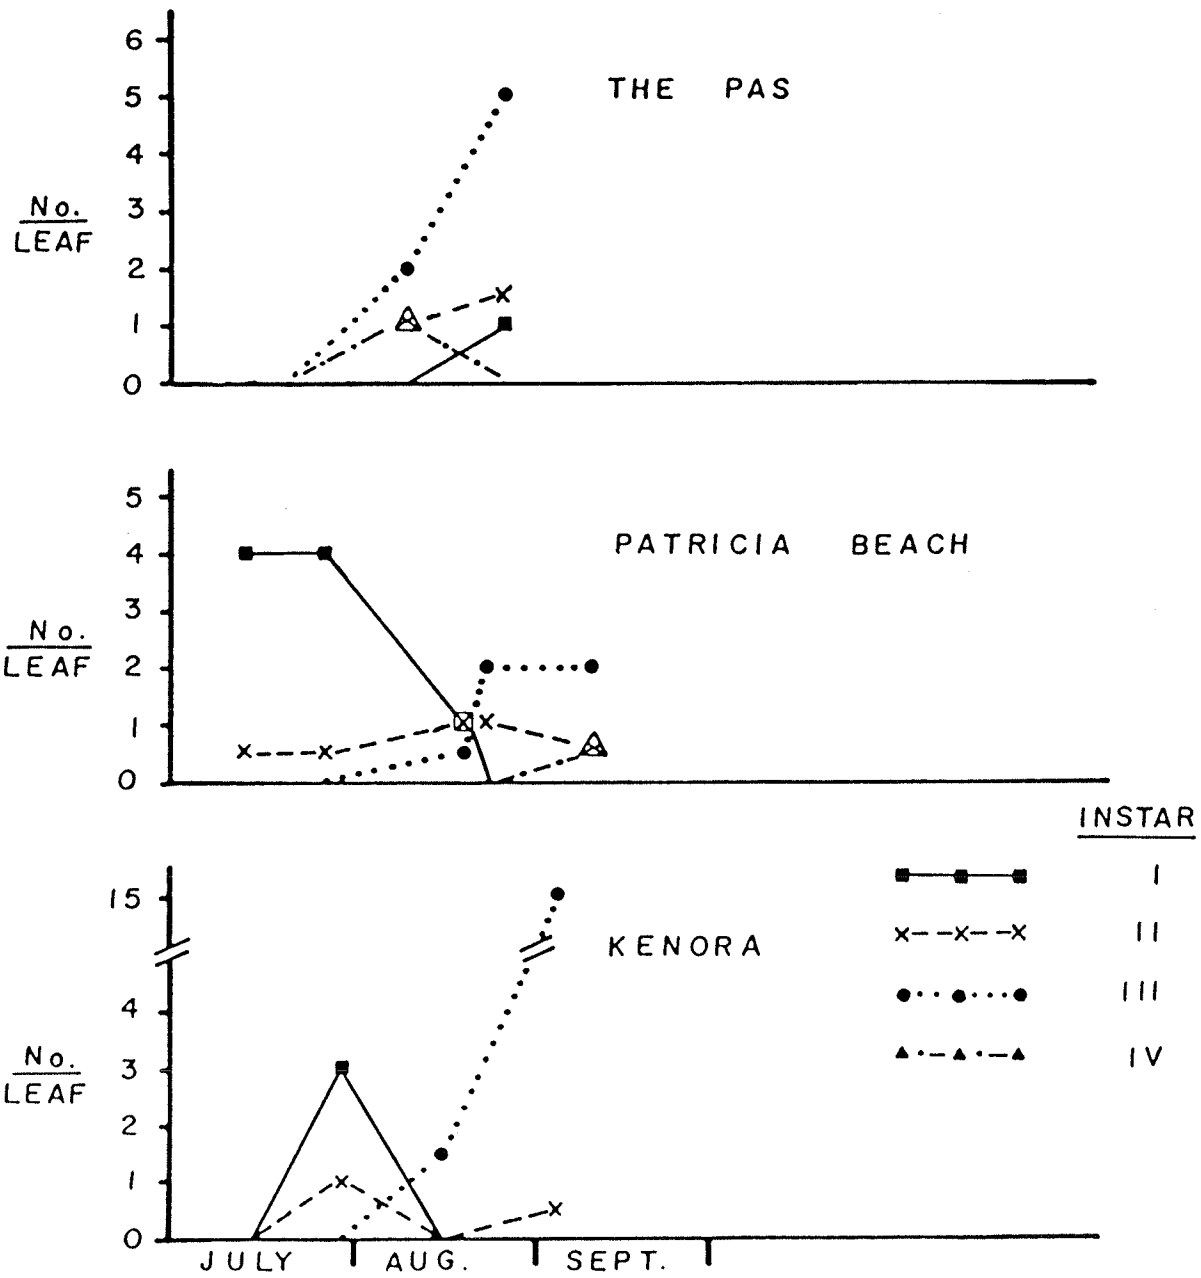 THE PAS
6
5
4
3
2
1
0
No.
LEAF
PATRICIA BEACH
5
4
3
2
1
0
No.
LEAF
KENORA
15
4
3
2
1
0
No.
LEAF
JULY AUG. SEPT.
INSTAR
I
II
III
IV